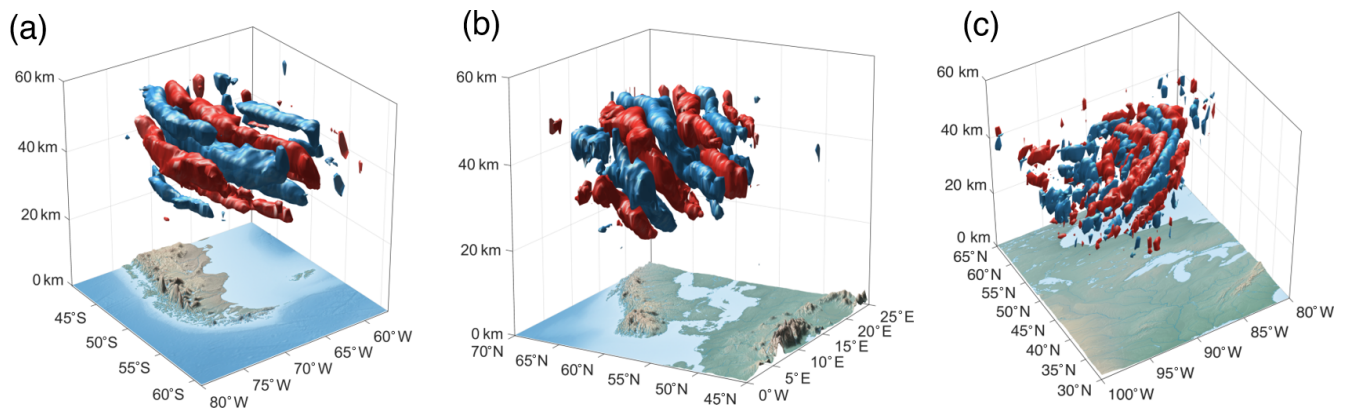 (a)
60 km
40 km
20 km
0 km
45°S
50°S
55°S
60°S
80°W
75°W
70°W
65°W
60°W
(b)
60 km
40 km
20 km
0 km
70°N
65°N
60°N
55°N
50°N
45°N
0°W
5°E
10°E
15°E
20°E
25°E
(c)
60 km
40 km
20 km
0 km
65°N
60°N
55°N
50°N
45°N
40°N
35°N
30°N
100°W
95°W
90°W
85°W
80°W